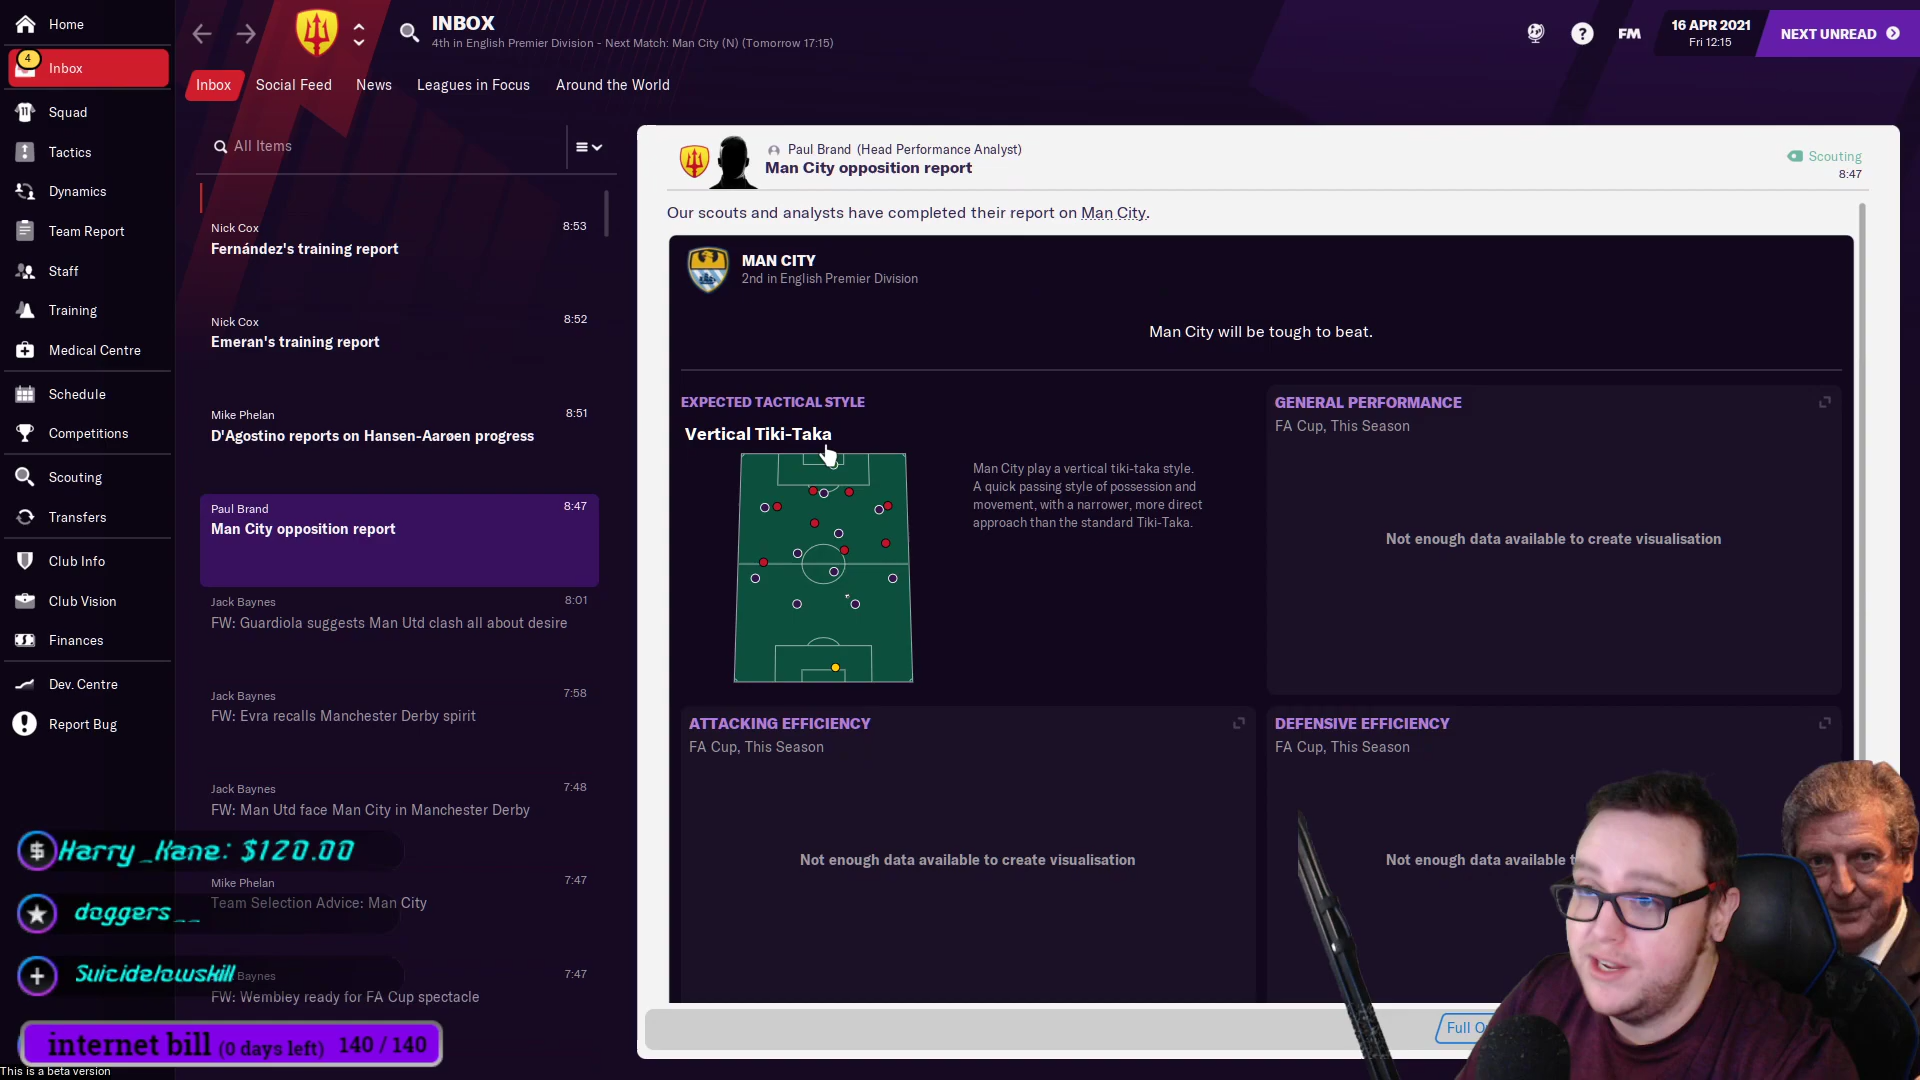 Home
4
Inbox
Squad
Tactics
Dynamics
Team Report
Staff
Training
Medical Centre
Schedule
Competitions
Scouting
Transfers
Club Info
Club Vision
Finances
Dev. Centre
Report Bug
INBOX
4th in English Premier Division - Next Match: Man City (N) (Tomorrow 17:15)
?
FM
16 APR 2021
Fri 12:15
NEXT UNREAD
Inbox
Social Feed
News
Leagues in Focus
Around the World
All Items
Nick Cox
8:53
Fernández's training report
Nick Cox
8:52
Emeran's training report
Mike Phelan
8:51
D'Agostino reports on Hansen-Aarøen progress
Paul Brand
8:47
Man City opposition report
Jack Baynes
8:01
FW: Guardiola suggests Man Utd clash all about desire
Jack Baynes
7:58
FW: Evra recalls Manchester Derby spirit
Jack Baynes
7:48
FW: Man Utd face Man City in Manchester Derby
Mike Phelan
7:47
Team Selection Advice: Man City
Baynes
7:47
FW: Wembley ready for FA Cup spectacle
Paul Brand (Head Performance Analyst)
Man City opposition report
Scouting
8:47
Our scouts and analysts have completed their report on Man City.
MAN CITY
2nd in English Premier Division
Man City will be tough to beat.
EXPECTED TACTICAL STYLE
Vertical Tiki-Taka
Man City play a vertical tiki-taka style.
A quick passing style of possession and
movement, with a narrower, more direct
approach than the standard Tiki-Taka.
GENERAL PERFORMANCE
FA Cup, This Season
Not enough data available to create visualisation
ATTACKING EFFICIENCY
FA Cup, This Season
Not enough data available to create visualisation
DEFENSIVE EFFICIENCY
FA Cup, This Season
Not enough data available
Full
$ Harry_Kane: $120.00
daggers__
Suicidelowskill
internet bill (0 days left) 140 / 140
This is a beta version